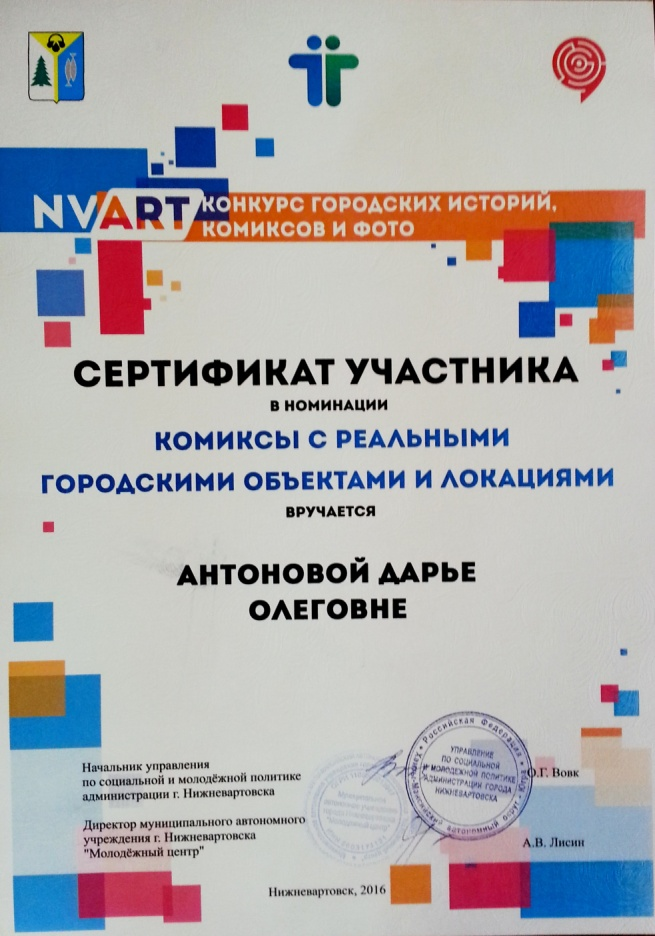 NVART
КОНКУРС ГОРОДСКИХ ИСТОРИЙ,
КОМИКСОВ И ФОТО
СЕРТИФИКАТ УЧАСТНИКА
В НОМИНАЦИИ
КОМИКСЫ С РЕАЛЬНЫМИ
ГОРОДСКИМИ ОБЪЕКТАМИ И ЛОКАЦИЯМИ
ВРУЧАЕТСЯ
АНТОНОВОЙ ДАРЬЕ
ОЛЕГОВНЕ
Начальник управления
по социальной и молодёжной политике
администрации г. Нижневартовска
О.Г. Вовк
Российская Федерация
автономный округ
УПРАВЛЕНИЕ
ПО СОЦИАЛЬНОЙ
И МОЛОДЕЖНОЙ ПОЛИТИКЕ
АДМИНИСТРАЦИИ ГОРОДА
НИЖНЕВАРТОВСКА
Директор муниципального автономного
учреждения г. Нижневартовска
"Молодёжный центр"
А.В. Лисин
Нижневартовск, 2016